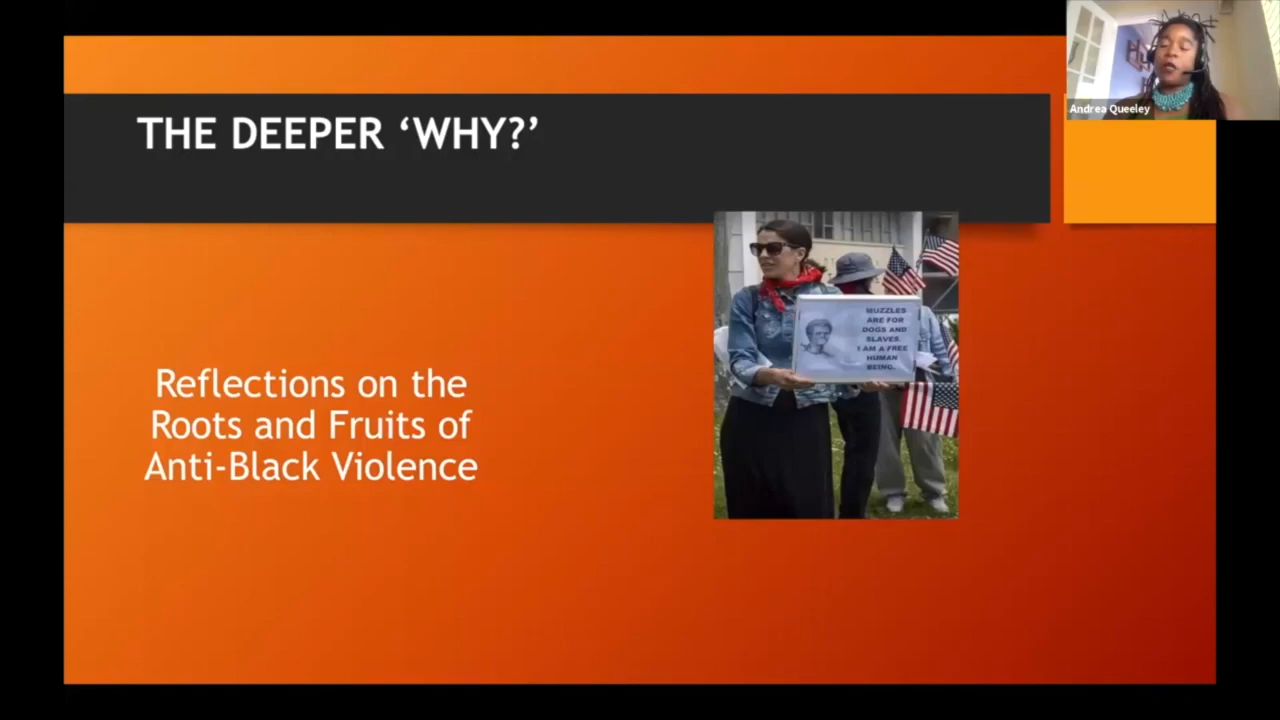 THE DEEPER ‘WHY?’
Andrea Queeley
Reflections on the
Roots and Fruits of
Anti-Black Violence
MUZZLES
ARE FOR
DOGS AND
SLAVES.
I AM A FREE
HUMAN
BEING.